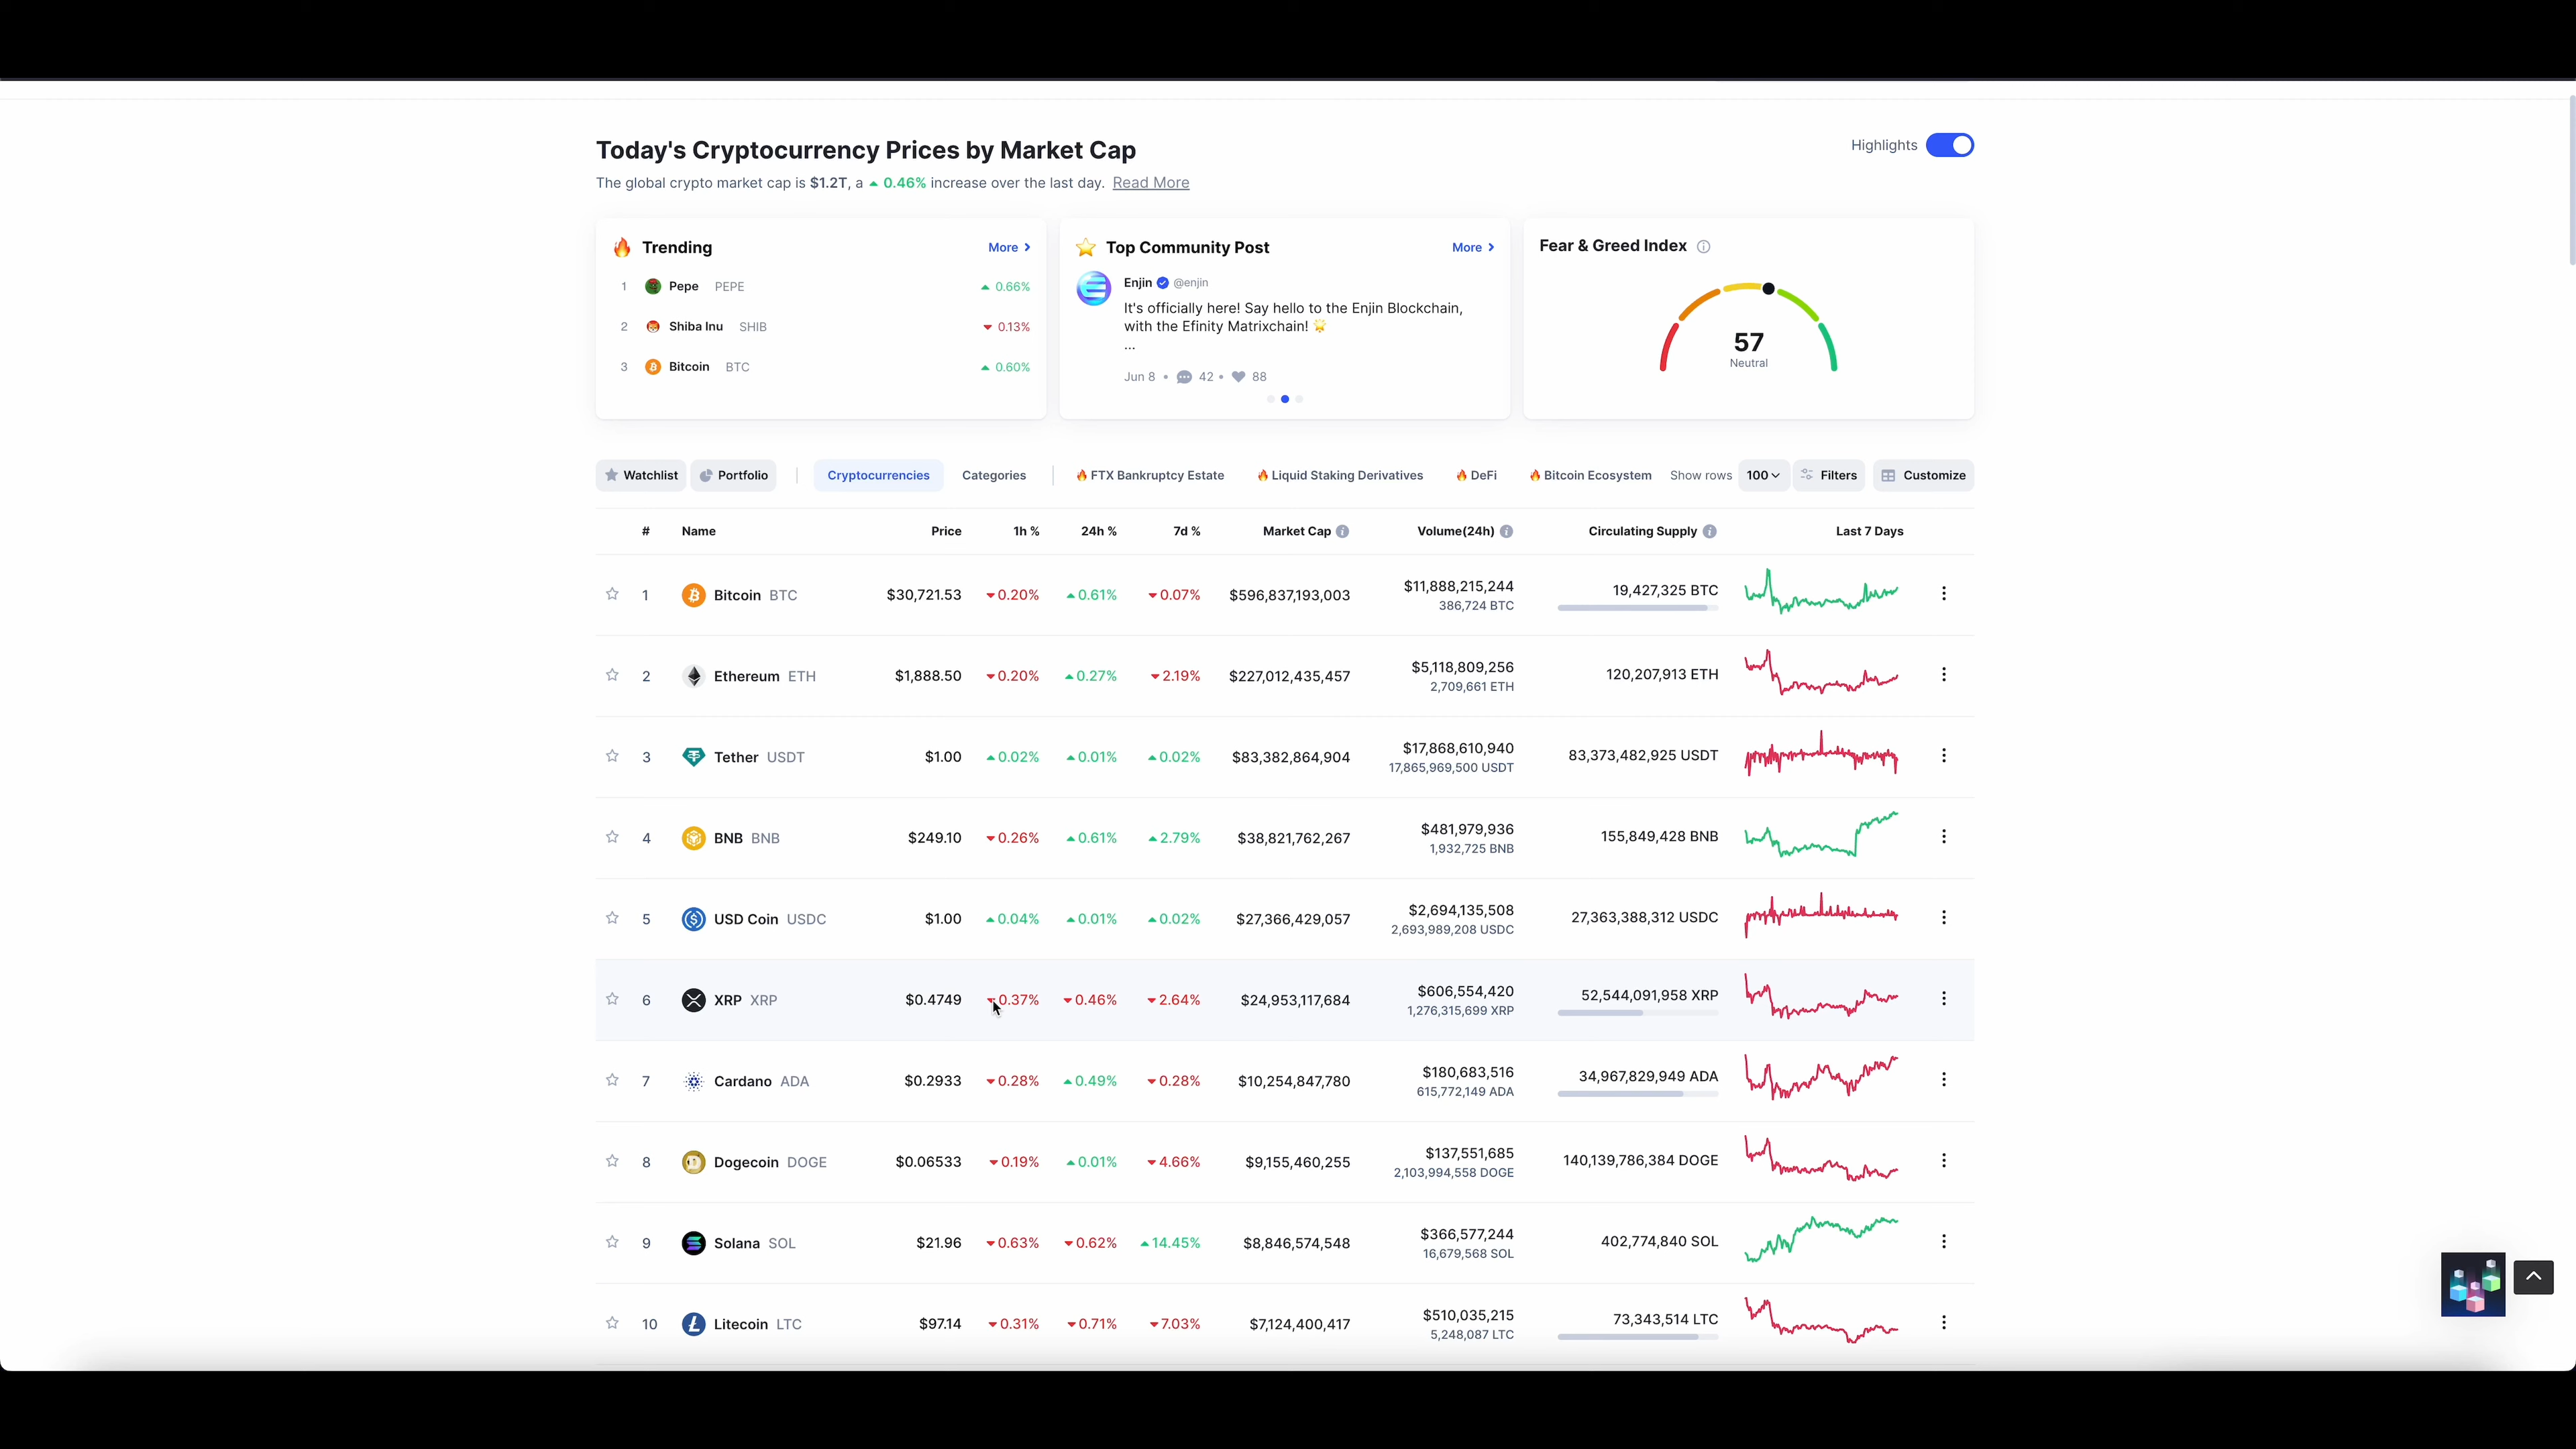 Today's Cryptocurrency Prices by Market Cap
Highlights
The global crypto market cap is $1.2T, a 0.46% increase over the last day. Read More
Trending More
1 Pepe PEPE 0.66%
2 Shiba Inu SHIB 0.13%
3 Bitcoin BTC 0.60%
Top Community Post More
Enjin @enjin
It's officially here! Say hello to the Enjin Blockchain,
with the Efinity Matrixchain!
...
Jun 8 • 42 • 88
Fear & Greed Index
57
Neutral
Watchlist Portfolio Cryptocurrencies Categories FTX Bankruptcy Estate Liquid Staking Derivatives DeFi Bitcoin Ecosystem Show rows 100 Filters Customize
# Name Price 1h % 24h % 7d % Market Cap Volume(24h) Circulating Supply Last 7 Days
1 Bitcoin BTC $30,721.53 0.20% 0.61% 0.07% $596,837,193,003 $11,888,215,244 19,427,325 BTC
386,724 BTC
2 Ethereum ETH $1,888.50 0.20% 0.27% 2.19% $227,012,435,457 $5,118,809,256 120,207,913 ETH
2,709,661 ETH
3 Tether USDT $1.00 0.02% 0.01% 0.02% $83,382,864,904 $17,868,610,940 83,373,482,925 USDT
17,865,969,500 USDT
4 BNB BNB $249.10 0.26% 0.61% 2.79% $38,821,762,267 $481,979,936 155,849,428 BNB
1,932,725 BNB
5 USD Coin USDC $1.00 0.04% 0.01% 0.02% $27,366,429,057 $2,694,135,508 27,363,388,312 USDC
2,693,989,208 USDC
6 XRP XRP $0.4749 0.37% 0.46% 2.64% $24,953,117,684 $606,554,420 52,544,091,958 XRP
1,276,315,699 XRP
7 Cardano ADA $0.2933 0.28% 0.49% 0.28% $10,254,847,780 $180,683,516 34,967,829,949 ADA
615,772,149 ADA
8 Dogecoin DOGE $0.06533 0.19% 0.01% 4.66% $9,155,460,255 $137,551,685 140,139,786,384 DOGE
2,103,994,558 DOGE
9 Solana SOL $21.96 0.63% 0.62% 14.45% $8,846,574,548 $366,577,244 402,774,840 SOL
16,679,568 SOL
10 Litecoin LTC $97.14 0.31% 0.71% 7.03% $7,124,400,417 $510,035,215 73,343,514 LTC
5,248,087 LTC